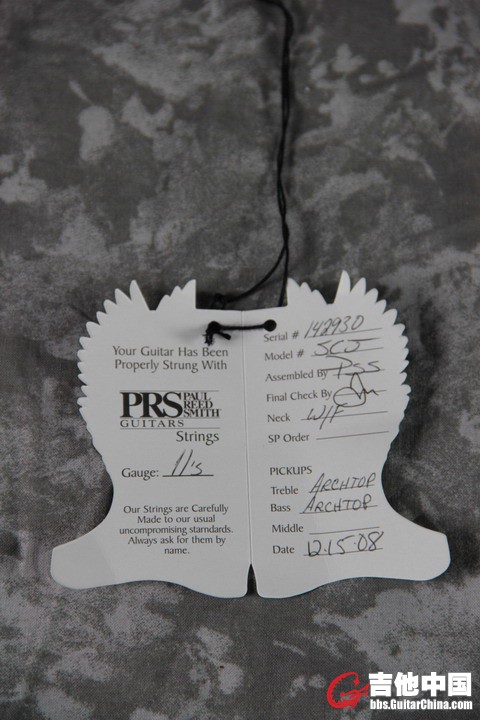 Your Guitar Has Been
Properly Strung With
PRS PAUL REED SMITH
GUITARS
Strings
Gauge: 11's
Our Strings are Carefully
Made to our usual
uncompromising starndards.
Always ask for them by
name.
Serial # 142930
Model # SCJ
Assembled By PSS
Final Check By
Neck W/F
SP Order
PICKUPS
Treble ARCHTOP
Bass ARCHTOP
Middle
Date 12·15·08
吉他中国
bbs.GuitarChina.com